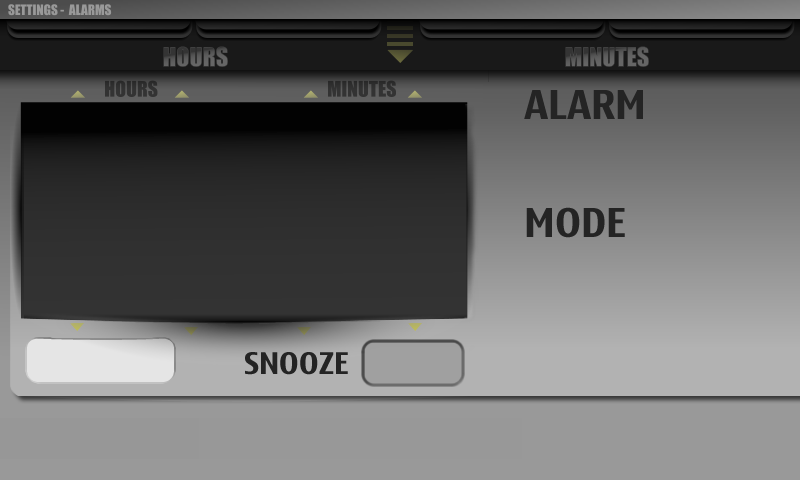 SETTINGS - ALARMS
HOURS
MINUTES
HOURS
MINUTES
ALARM
MODE
SNOOZE